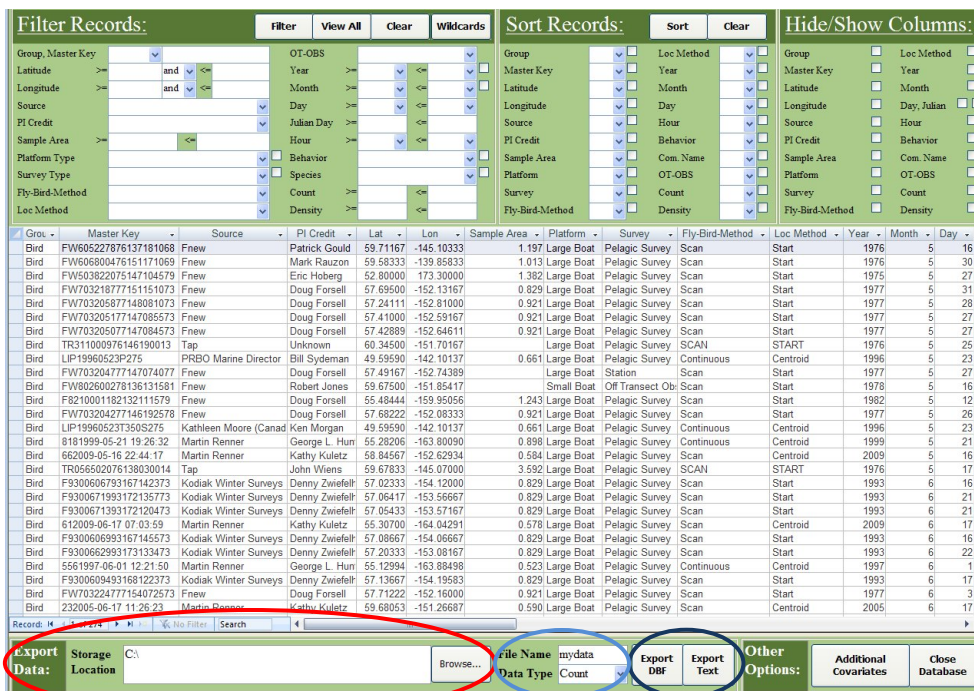 Filter Records: Filter View All Clear Wildcards
Group, Master Key OT-OBS
Latitude >= and <= Year >= <=
Longitude >= and <= Month >= <=
Source Day >= <=
PI Credit Julian Day >= <=
Sample Area >= <= Hour >= <=
Platform Type Behavior
Survey Type Species
Fly-Bird-Method Count >= <=
Loc Method Density >= <=
Sort Records: Sort Clear
Group Loc Method
Master Key Year
Latitude Month
Longitude Day
Source Hour
PI Credit Behavior
Sample Area Com. Name
Platform OT-OBS
Survey Count
Fly-Bird-Method Density
Hide/Show Columns:
Group Loc Method
Master Key Year
Latitude Month
Longitude Day, Julian
Source Hour
PI Credit Behavior
Sample Area Com. Name
Platform OT-OBS
Survey Count
Fly-Bird-Method Density
Grou Master Key Source PI Credit Lat Lon Sample Area Platform Survey Fly-Bird-Method Loc Method Year Month Day
Bird FW605227876137181068 Fnew Patrick Gould 59.71167 -145.10333 1.197 Large Boat Pelagic Survey Scan Start 1976 5 16
Bird FW606800476151171069 Fnew Mark Rauzon 59.58333 -139.85833 1.013 Large Boat Pelagic Survey Scan Start 1976 5 30
Bird FW503822075147104579 Fnew Eric Hoberg 52.80000 173.30000 1.382 Large Boat Pelagic Survey Scan Start 1975 5 27
Bird FW703218777151151073 Fnew Doug Forsell 57.69500 -152.13167 0.829 Large Boat Pelagic Survey Scan Start 1977 5 31
Bird FW703205877148081073 Fnew Doug Forsell 57.24111 -152.81000 0.921 Large Boat Pelagic Survey Scan Start 1977 5 28
Bird FW703205177147085573 Fnew Doug Forsell 57.41000 -152.59167 0.921 Large Boat Pelagic Survey Scan Start 1977 5 27
Bird FW703205077147084573 Fnew Doug Forsell 57.42889 -152.64611 0.921 Large Boat Pelagic Survey Scan Start 1977 5 27
Bird TR311000976146190013 Tap Unknown 60.34500 -151.70167 Large Boat Pelagic Survey SCAN START 1976 5 25
Bird LIP19960523P275 PRBO Marine Director Bill Sydeman 49.59590 -142.10137 0.661 Large Boat Pelagic Survey Continuous Centroid 1996 5 23
Bird FW703204777147074077 Fnew Doug Forsell 57.49167 -152.74389 Large Boat Station Scan Start 1977 5 27
Bird FW802600278136131581 Fnew Robert Jones 59.67500 -151.85417 Small Boat Off Transect Ob Scan Start 1978 5 16
Bird F8210001182132111579 Fnew Doug Forsell 55.48444 -159.95056 1.243 Large Boat Pelagic Survey Scan Start 1982 5 12
Bird FW703204277146192578 Fnew Doug Forsell 57.68222 -152.08333 0.921 Large Boat Pelagic Survey Scan Start 1977 5 26
Bird LIP19960523T350S275 Kathleen Moore (Canad Ken Morgan 49.59590 -142.10137 0.661 Large Boat Pelagic Survey Continuous Centroid 1996 5 23
Bird 8181999-05-21 19:26:32 Martin Renner George L. Hun 55.28206 -163.80090 0.898 Large Boat Pelagic Survey Continuous Centroid 1999 5 21
Bird 662009-05-16 22:44:17 Martin Renner Kathy Kuletz 58.84567 -152.62934 0.584 Large Boat Pelagic Survey Scan Centroid 2009 5 16
Bird TR056502076138030014 Tap John Wiens 59.67833 -145.07000 3.592 Large Boat Pelagic Survey SCAN START 1976 5 17
Bird F9300606793167142373 Kodiak Winter Surveys Denny Zwiefelh 57.02333 -154.12000 0.829 Large Boat Pelagic Survey Scan Start 1993 6 16
Bird F9300671993172135773 Kodiak Winter Surveys Denny Zwiefelh 57.06417 -153.56667 0.829 Large Boat Pelagic Survey Scan Start 1993 6 21
Bird F9300671393172120473 Kodiak Winter Surveys Denny Zwiefelh 57.05433 -153.57167 0.829 Large Boat Pelagic Survey Scan Start 1993 6 21
Bird 612009-06-17 07:03:59 Martin Renner Kathy Kuletz 55.30700 -164.04291 0.578 Large Boat Pelagic Survey Scan Centroid 2009 6 17
Bird F9300606993167145573 Kodiak Winter Surveys Denny Zwiefelh 57.08667 -154.06667 0.829 Large Boat Pelagic Survey Scan Start 1993 6 16
Bird F9300662993173133473 Kodiak Winter Surveys Denny Zwiefelh 57.20333 -153.08167 0.829 Large Boat Pelagic Survey Scan Start 1993 6 22
Bird 5561997-06-01 12:21:50 Martin Renner George L. Hun 55.12994 -163.88498 0.523 Large Boat Pelagic Survey Continuous Centroid 1997 6 1
Bird F9300609493168122373 Kodiak Winter Surveys Denny Zwiefelh 57.13667 -154.19583 0.829 Large Boat Pelagic Survey Scan Start 1993 6 17
Bird FW703224777154072573 Fnew Doug Forsell 57.71222 -152.16000 0.921 Large Boat Pelagic Survey Scan Start 1977 6 3
Bird 232005-06-17 11:26:23 Martin Renner Kathy Kuletz 59.68053 -151.26687 0.590 Large Boat Pelagic Survey Scan Centroid 2005 6 17
Record: 1 of 274 No Filter Search
Export Data: Storage Location C:\ Browse...
File Name mydata
Data Type Count
Export DBF Export Text
Other Options: Additional Covariates Close Database